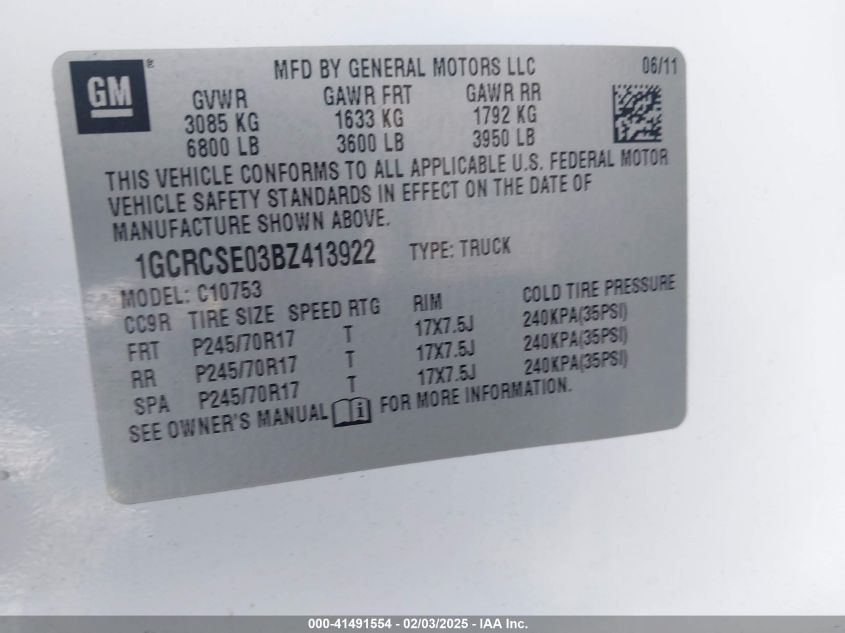 GM®
MFD BY GENERAL MOTORS LLC 06/11
GVWR GAWR FRT GAWR RR
3085 KG 1633 KG 1792 KG
6800 LB 3600 LB 3950 LB
THIS VEHICLE CONFORMS TO ALL APPLICABLE U.S. FEDERAL MOTOR
VEHICLE SAFETY STANDARDS IN EFFECT ON THE DATE OF
MANUFACTURE SHOWN ABOVE.
1GCRCSE03BZ413922 TYPE: TRUCK
MODEL: C10753
CC9R TIRE SIZE SPEED RTG RIM COLD TIRE PRESSURE
FRT P245/70R17 T 17X7.5J 240KPA(35PSI)
RR P245/70R17 T 17X7.5J 240KPA(35PSI)
SPA P245/70R17 T 17X7.5J 240KPA(35PSI)
SEE OWNER'S MANUAL i FOR MORE INFORMATION.
000-41491554 - 02/03/2025 - IAA Inc.